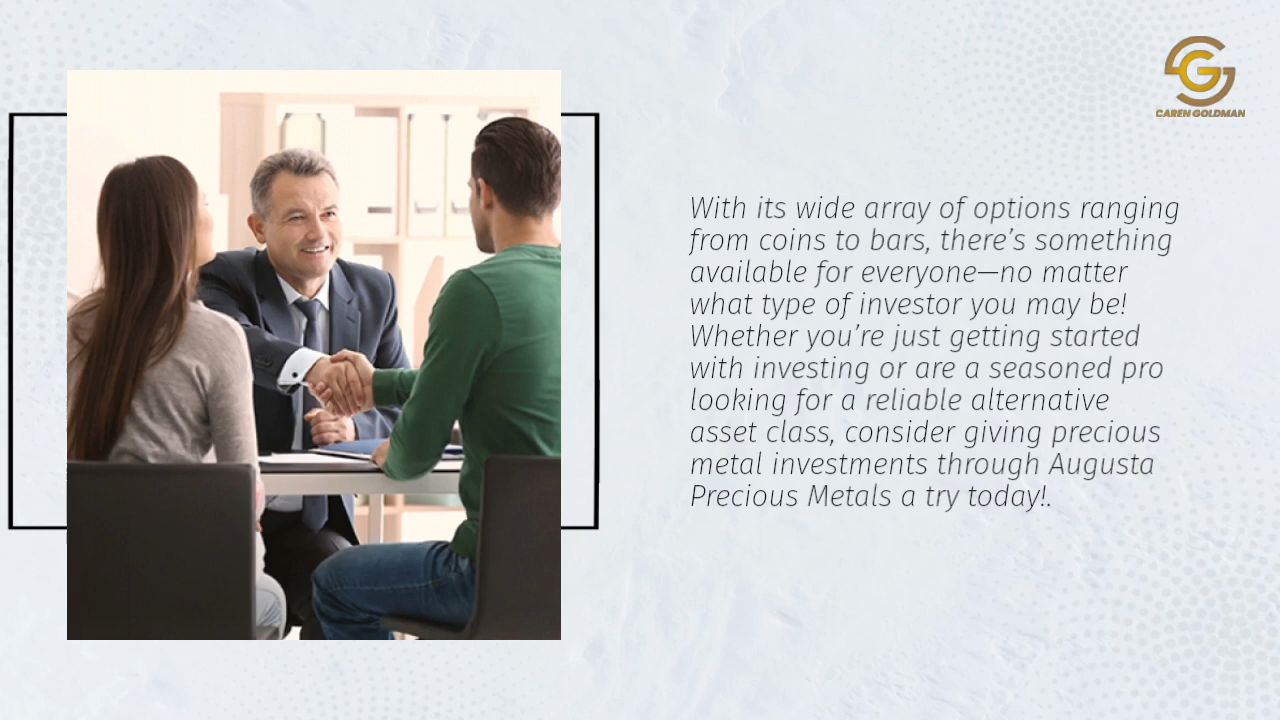 CAREN GOLDMAN
With its wide array of options ranging
from coins to bars, there’s something
available for everyone—no matter
what type of investor you may be!
Whether you’re just getting started
with investing or are a seasoned pro
looking for a reliable alternative
asset class, consider giving precious
metal investments through Augusta
Precious Metals a try today!.